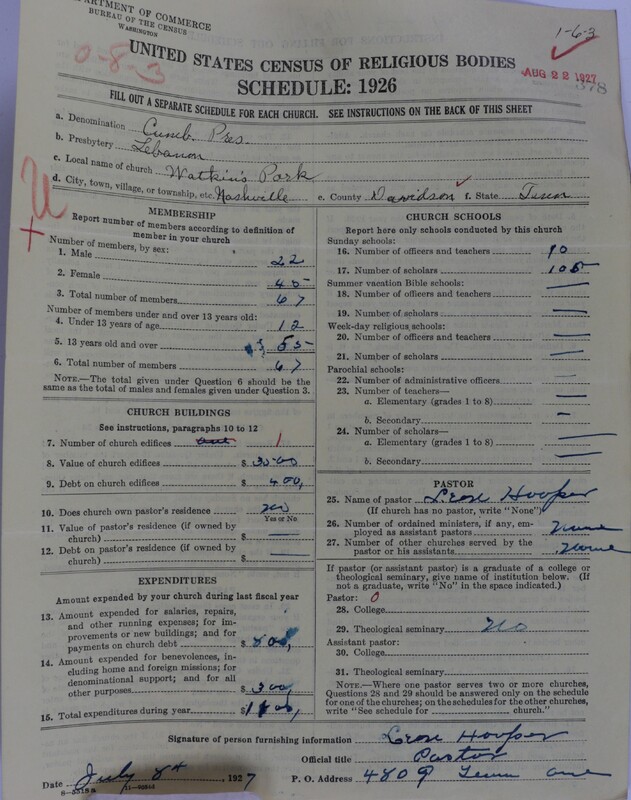 DEPARTMENT OF COMMERCE
BUREAU OF THE CENSUS
WASHINGTON
1-6-3
0-8-3
UNITED STATES CENSUS OF RELIGIOUS BODIES
AUG 22 1927
378
SCHEDULE: 1926
FILL OUT A SEPARATE SCHEDULE FOR EACH CHURCH. SEE INSTRUCTIONS ON THE BACK OF THIS SHEET
a. Denomination Cumb. Pres.
b. Presbytery Lebanon
c. Local name of church Watkins Park
d. City, town, village, or township, etc. Nashville e. County Davidson f. State Tenn
MEMBERSHIP
Report number of members according to definition of member in your church
Number of members, by sex:
1. Male 22
2. Female 45
3. Total number of members 67
Number of members under and over 13 years old:
4. Under 13 years of age 12
5. 13 years old and over 55
6. Total number of members 67
NOTE.—The total given under Question 6 should be the same as the total of males and females given under Question 3.
CHURCH BUILDINGS
See instructions, paragraphs 10 to 12
7. Number of church edifices 1
8. Value of church edifices $ 3500
9. Debt on church edifices $ 400,
10. Does church own pastor's residence no
Yes or No
11. Value of pastor's residence (if owned by church) $ —
12. Debt on pastor's residence (if owned by church) $ —
EXPENDITURES
Amount expended by your church during last fiscal year
13. Amount expended for salaries, repairs, and other running expenses; for improvements or new buildings; and for payments on church debt $ 800,
14. Amount expended for benevolences, including home and foreign missions; for denominational support; and for all other purposes $ 300,
15. Total expenditures during year $ 1100,
CHURCH SCHOOLS
Report here only schools conducted by this church
Sunday schools:
16. Number of officers and teachers 10
17. Number of scholars 105
Summer vacation Bible schools:
18. Number of officers and teachers —
19. Number of scholars —
Week-day religious schools:
20. Number of officers and teachers —
21. Number of scholars —
Parochial schools:
22. Number of administrative officers —
23. Number of teachers—
a. Elementary (grades 1 to 8) —
b. Secondary —
24. Number of scholars—
a. Elementary (grades 1 to 8) —
b. Secondary —
PASTOR
25. Name of pastor Leon Hooper
(If church has no pastor, write "None")
26. Number of ordained ministers, if any, employed as assistant pastors None
27. Number of other churches served by the pastor or his assistants None
If pastor (or assistant pastor) is a graduate of a college or theological seminary, give name of institution below. (If not a graduate, write "No" in the space indicated.)
Pastor: 0
28. College
29. Theological seminary no
Assistant pastor:
30. College
31. Theological seminary
NOTE.—Where one pastor serves two or more churches, Questions 28 and 29 should be answered only on the schedule for one of the churches; on the schedules for the other churches, write "See schedule for church."
Signature of person furnishing information Leon Hooper
Official title Pastor
Date July 8th, 1927 P. O. Address 4809 Tenn ave